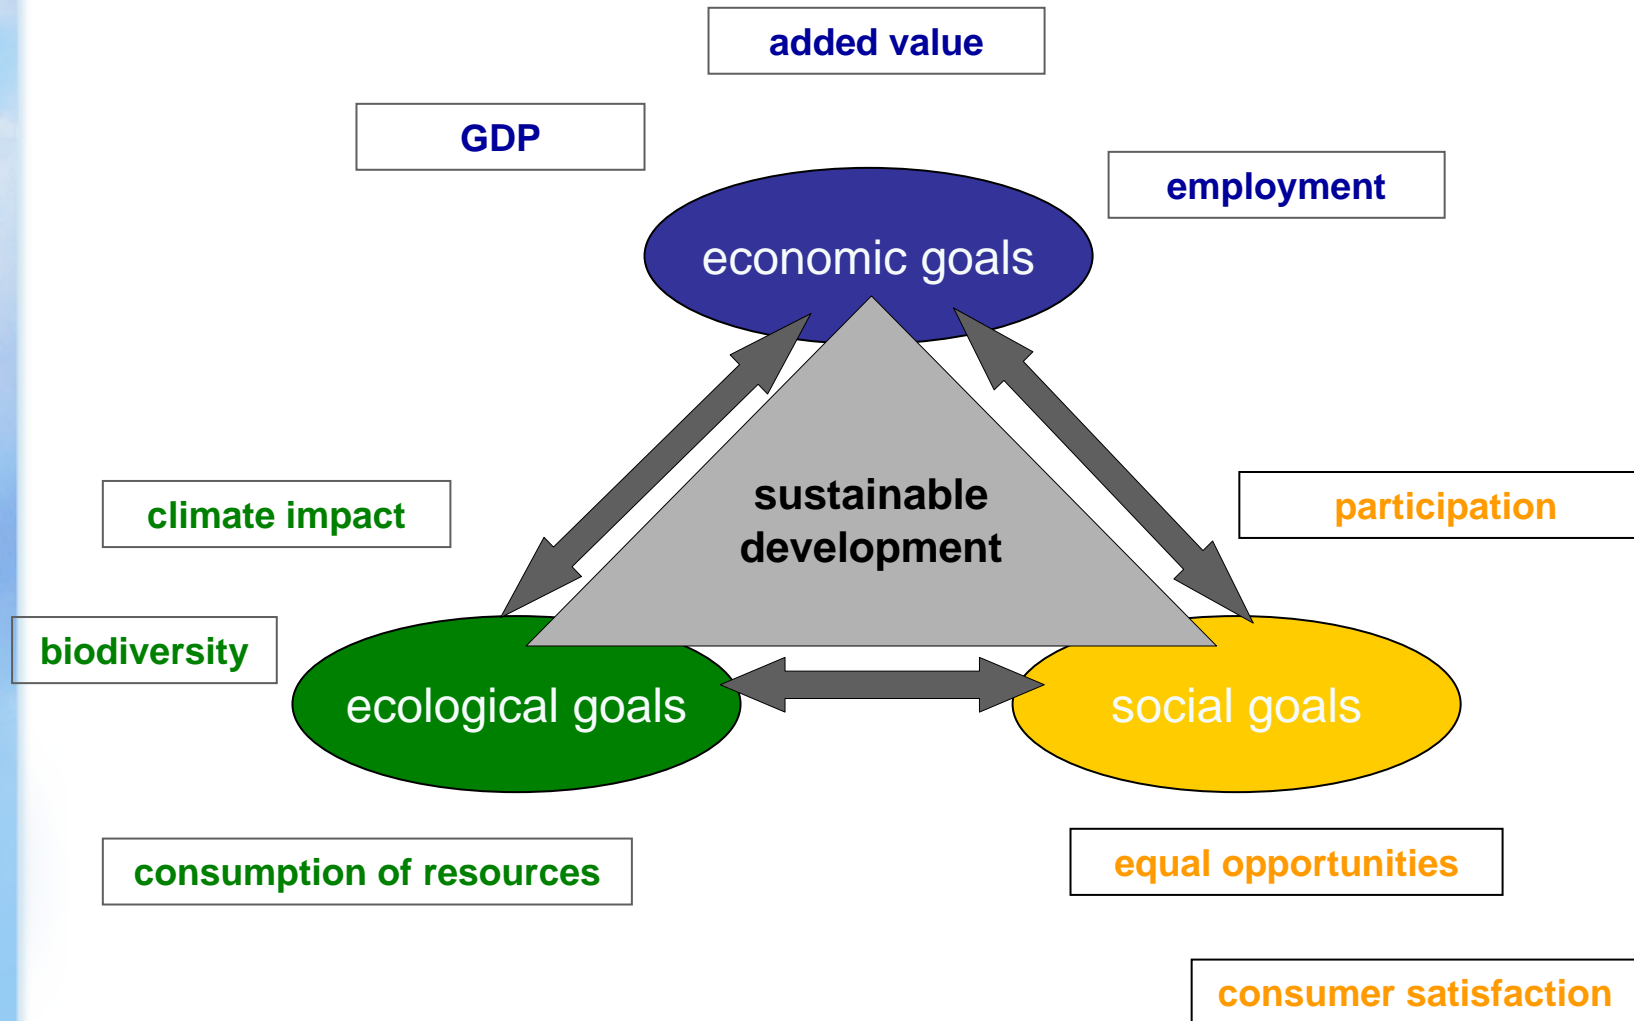 added value
GDP
employment
economic goals
sustainable
development
climate impact
participation
biodiversity
ecological goals
social goals
consumption of resources
equal opportunities
consumer satisfaction